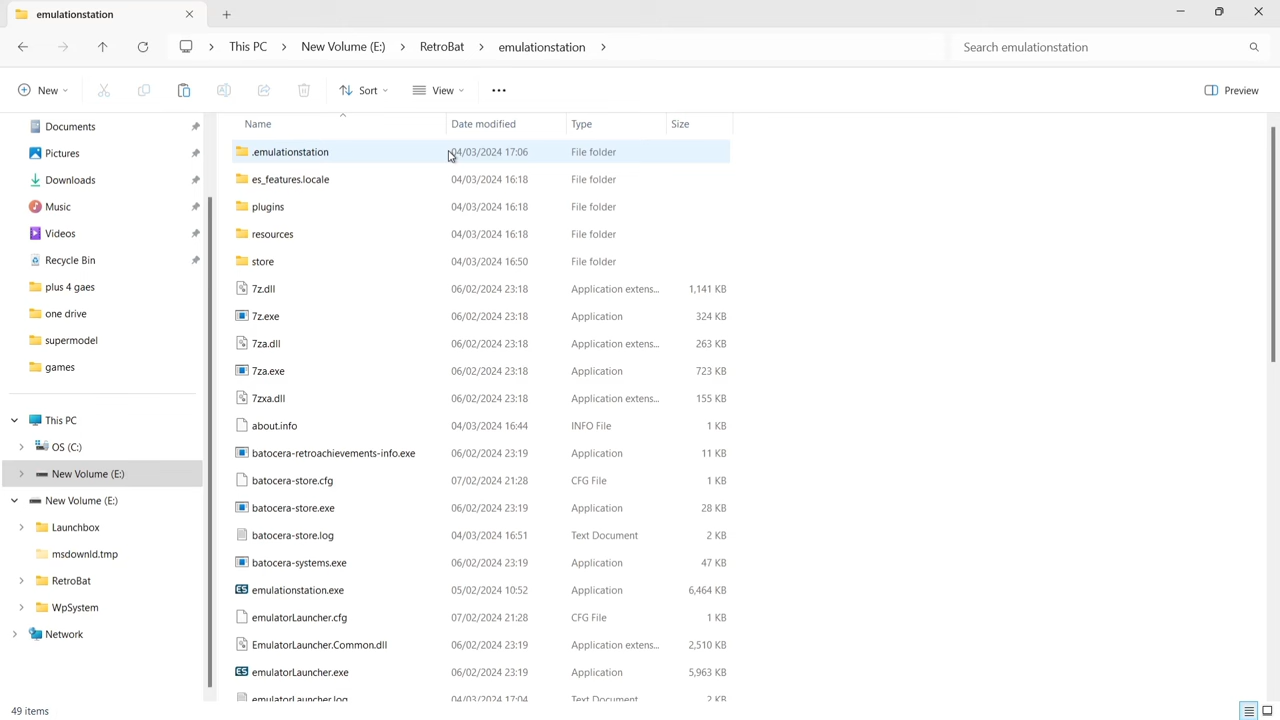 emulationstation
This PC > New Volume (E:) > RetroBat > emulationstation >
Search emulationstation
New
Sort
View
Preview
Documents
Pictures
Downloads
Music
Videos
Recycle Bin
plus 4 gaes
one drive
supermodel
games
This PC
OS (C:)
New Volume (E:)
New Volume (E:)
Launchbox
msdownld.tmp
RetroBat
WpSystem
Network
Name Date modified Type Size
.emulationstation 04/03/2024 17:06 File folder
es_features.locale 04/03/2024 16:18 File folder
plugins 04/03/2024 16:18 File folder
resources 04/03/2024 16:18 File folder
store 04/03/2024 16:50 File folder
7z.dll 06/02/2024 23:18 Application extens... 1,141 KB
7z.exe 06/02/2024 23:18 Application 324 KB
7za.dll 06/02/2024 23:18 Application extens... 263 KB
7za.exe 06/02/2024 23:18 Application 723 KB
7zxa.dll 06/02/2024 23:18 Application extens... 155 KB
about.info 04/03/2024 16:44 INFO File 1 KB
batocera-retroachievements-info.exe 06/02/2024 23:19 Application 11 KB
batocera-store.cfg 07/02/2024 21:28 CFG File 1 KB
batocera-store.exe 06/02/2024 23:19 Application 28 KB
batocera-store.log 04/03/2024 16:51 Text Document 2 KB
batocera-systems.exe 06/02/2024 23:19 Application 47 KB
emulationstation.exe 05/02/2024 10:52 Application 6,464 KB
emulatorLauncher.cfg 07/02/2024 21:28 CFG File 1 KB
EmulatorLauncher.Common.dll 06/02/2024 23:19 Application extens... 2,510 KB
emulatorLauncher.exe 06/02/2024 23:19 Application 5,963 KB
emulatorLauncher.log 04/03/2024 17:04 Text Document 2 KB
49 items